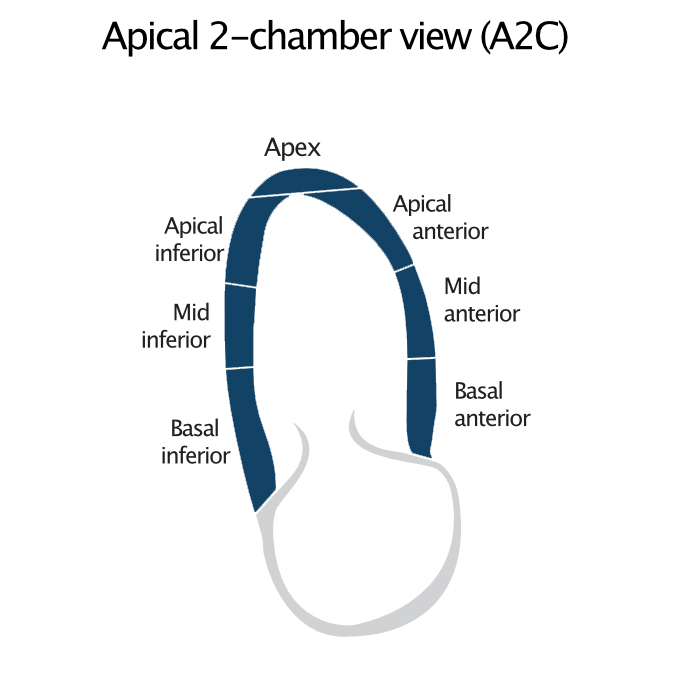 Apical 2–chamber view (A2C)
Apex
Apical
inferior
Apical
anterior
Mid
inferior
Mid
anterior
Basal
inferior
Basal
anterior